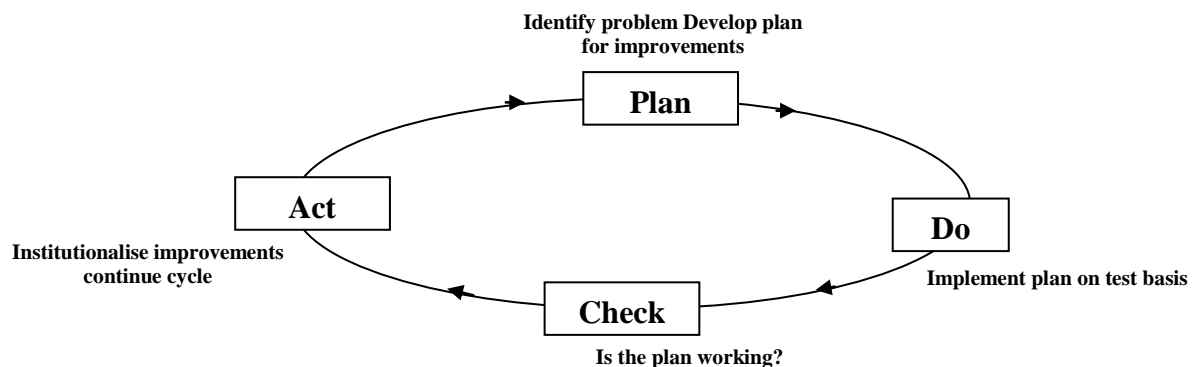 Identify problem Develop plan
for improvements
Plan
Act
Do
Institutionalise improvements
continue cycle
Implement plan on test basis
Check
Is the plan working?